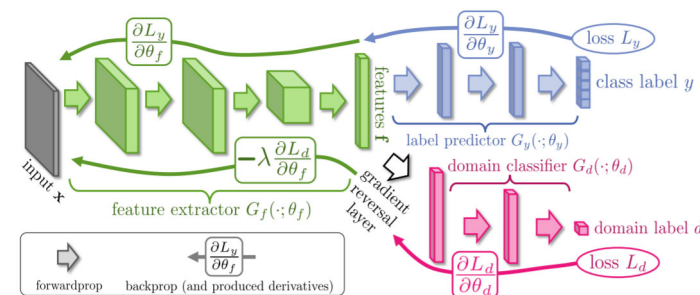 ∂L_y/∂θ_f
∂L_y/∂θ_y
loss L_y
features f
class label y
label predictor G_y(·;θ_y)
−λ ∂L_d/∂θ_f
input x
feature extractor G_f(·;θ_f)
gradient
reversal
layer
domain classifier G_d(·;θ_d)
domain label d
∂L_d/∂θ_d
loss L_d
forwardprop
∂L_y/∂θ_f
backprop (and produced derivatives)